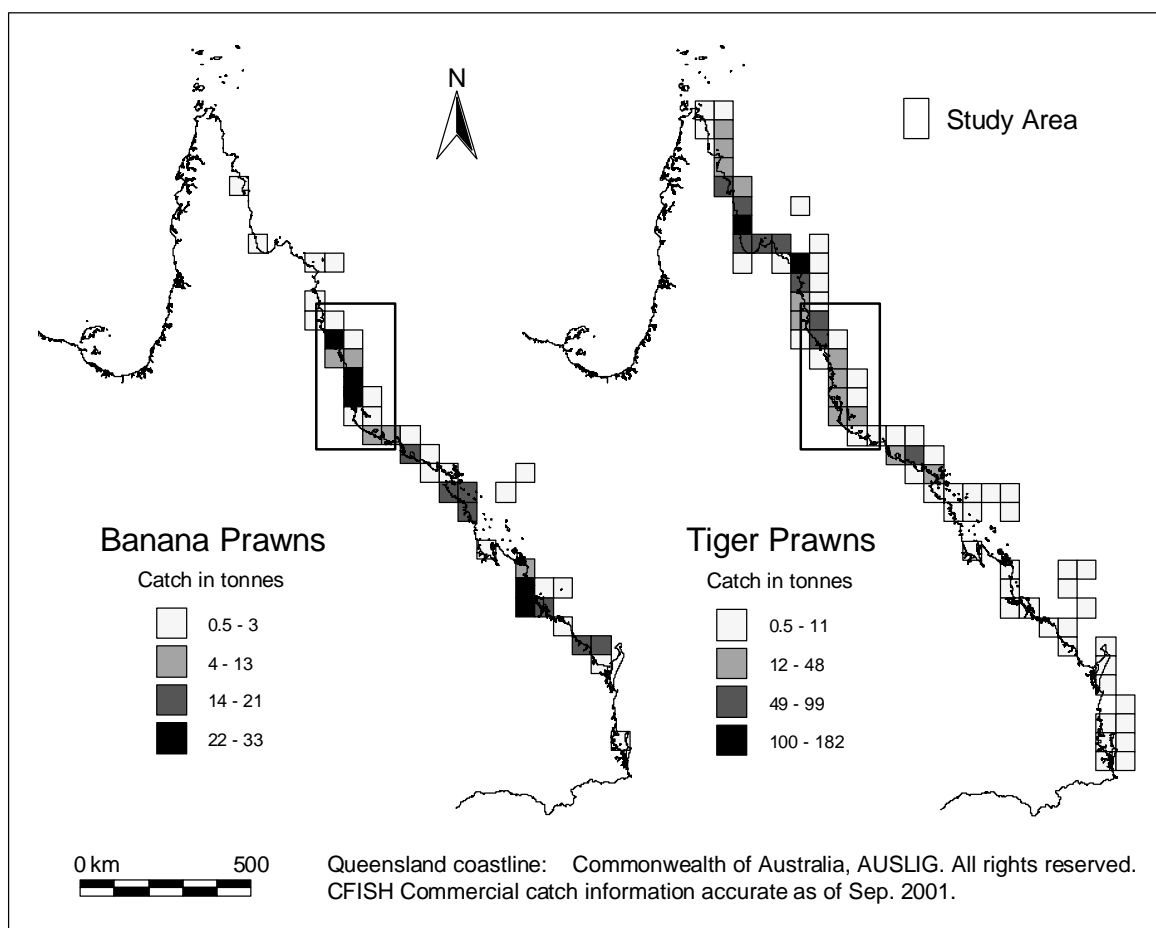 N
Study Area
Banana Prawns
Catch in tonnes
0.5 - 3
4 - 13
14 - 21
22 - 33
Tiger Prawns
Catch in tonnes
0.5 - 11
12 - 48
49 - 99
100 - 182
0 km 500
Queensland coastline: Commonwealth of Australia, AUSLIG. All rights reserved.
CFISH Commercial catch information accurate as of Sep. 2001.